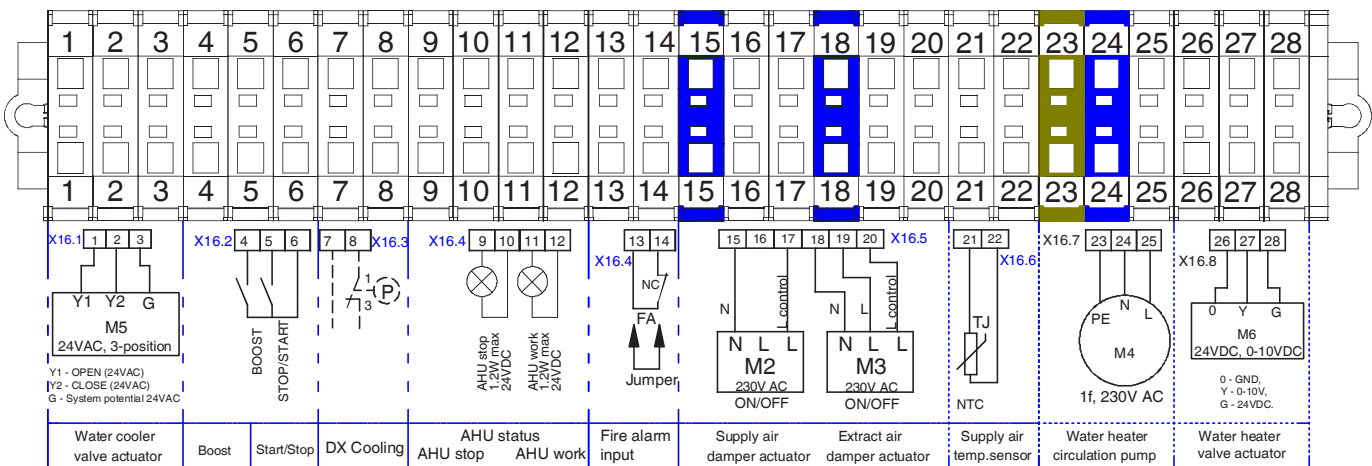 1 2 3 4 5 6 7 8 9 10 11 12 13 14 15 16 17 18 19 20 21 22 23 24 25 26 27 28
1 2 3 4 5 6 7 8 9 10 11 12 13 14 15 16 17 18 19 20 21 22 23 24 25 26 27 28
X16.1 1 2 3
Y1 Y2 G
M5
24VAC, 3-position
Y1 - OPEN (24VAC)
Y2 - CLOSE (24VAC)
G - System potential 24VAC
Water cooler
valve actuator
X16.2 4 5 6
BOOST
STOP/START
Boost
Start/Stop
7 8 X16.3
1
P
3
DX Cooling
X16.4 9 10 11 12
AHU stop
1.2W max
24VDC
AHU work
1.2W max
24VDC
AHU status
AHU stop AHU work
13 14
X16.4
NC
FA
Jumper
Fire alarm
input
15 16 17 18 19 20 X16.5
N L control
N L L
M2
230V AC
ON/OFF
Supply air
damper actuator
N L L control
N L L
M3
230V AC
ON/OFF
Extract air
damper actuator
21 22
X16.6
TJ
NTC
Supply air
temp.sensor
X16.7 23 24 25
PE N L
M4
1f, 230V AC
Water heater
circulation pump
26 27 28
X16.8
0 Y G
M6
24VDC, 0-10VDC
0 - GND,
Y - 0-10V,
G - 24VDC.
Water heater
valve actuator